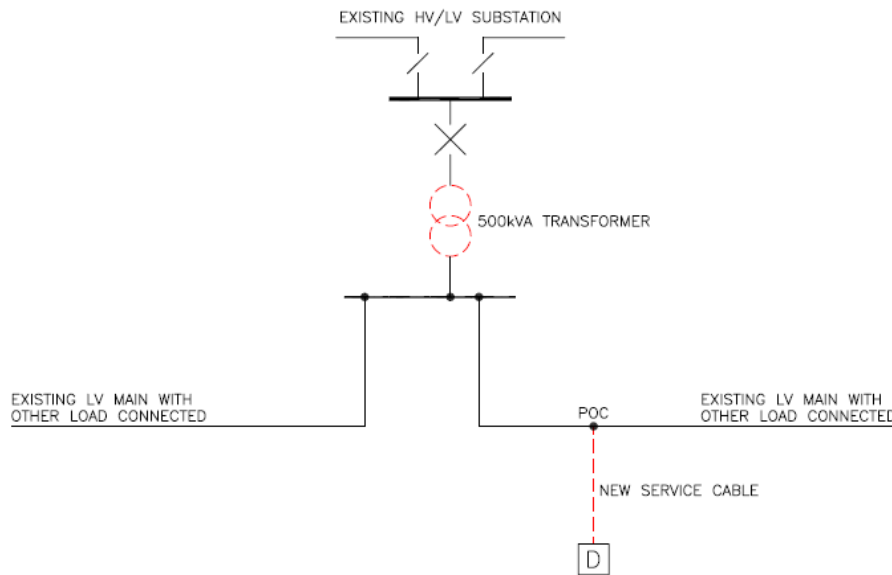 EXISTING HV/LV SUBSTATION
500kVA TRANSFORMER
EXISTING LV MAIN WITH
OTHER LOAD CONNECTED
POC
EXISTING LV MAIN WITH
OTHER LOAD CONNECTED
NEW SERVICE CABLE
D